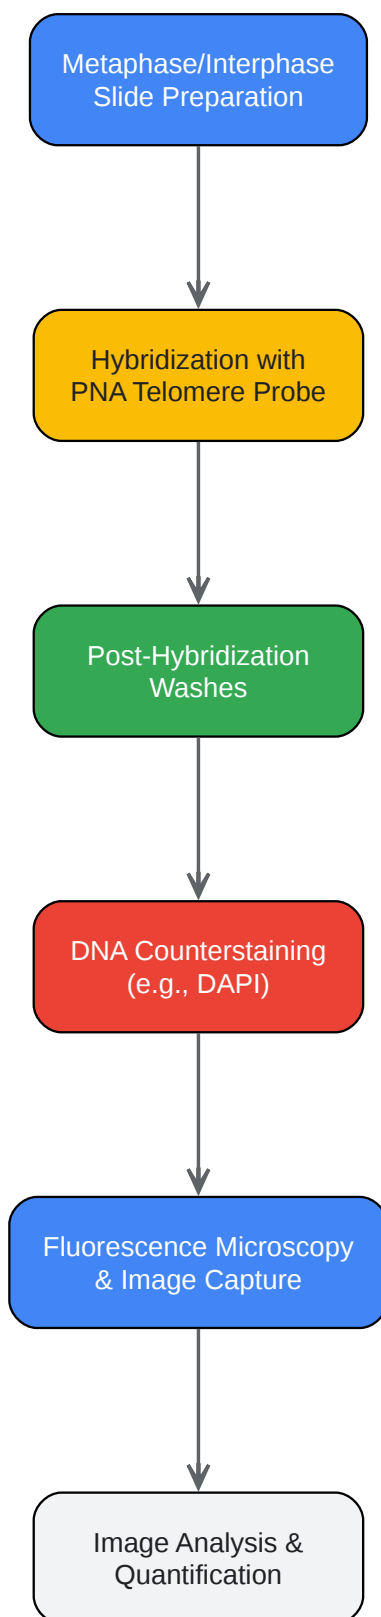 Metaphase/Interphase
Slide Preparation
Hybridization with
PNA Telomere Probe
Post-Hybridization
Washes
DNA Counterstaining
(e.g., DAPI)
Fluorescence Microscopy
& Image Capture
Image Analysis &
Quantification